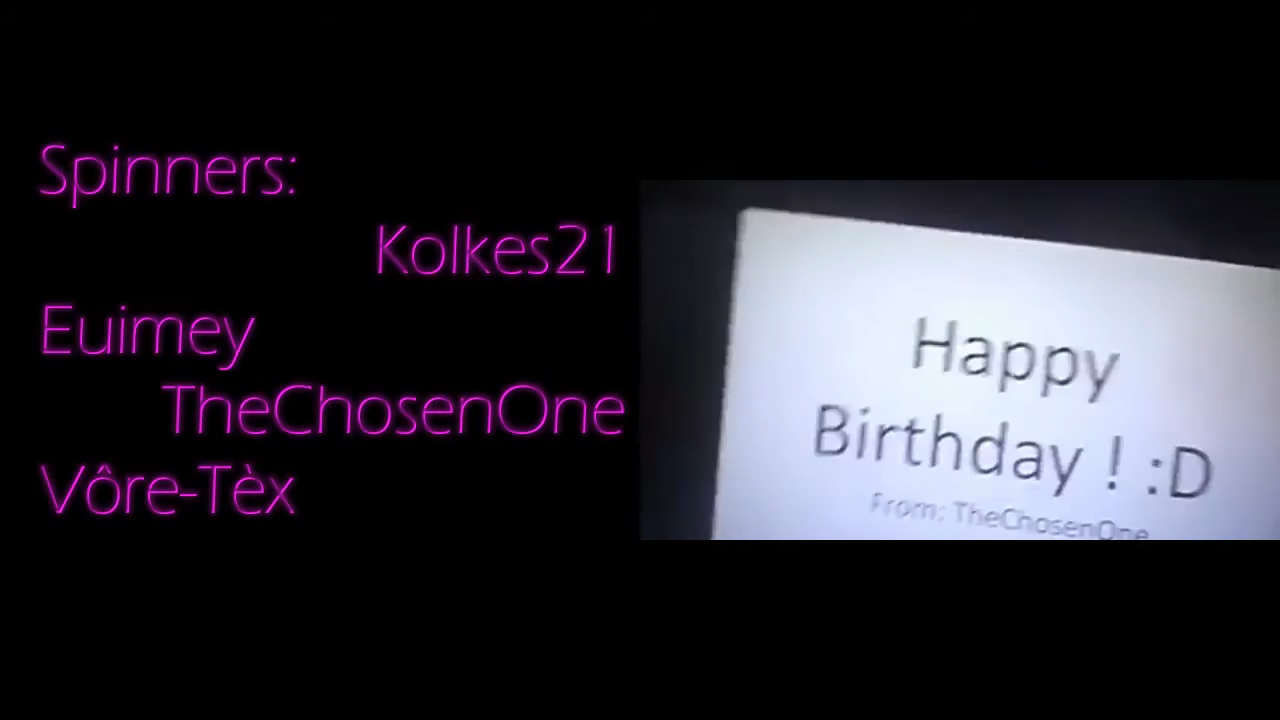 Spinners:
Kolkes21
Euimey
TheChosenOne
Vôre-Tèx
Happy
Birthday ! :D
From: TheChosenOne